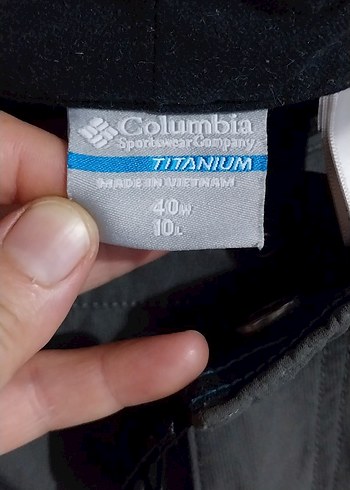 Columbia
Sportswear Company
TITANIUM
MADE IN VIETNAM
40W
10L